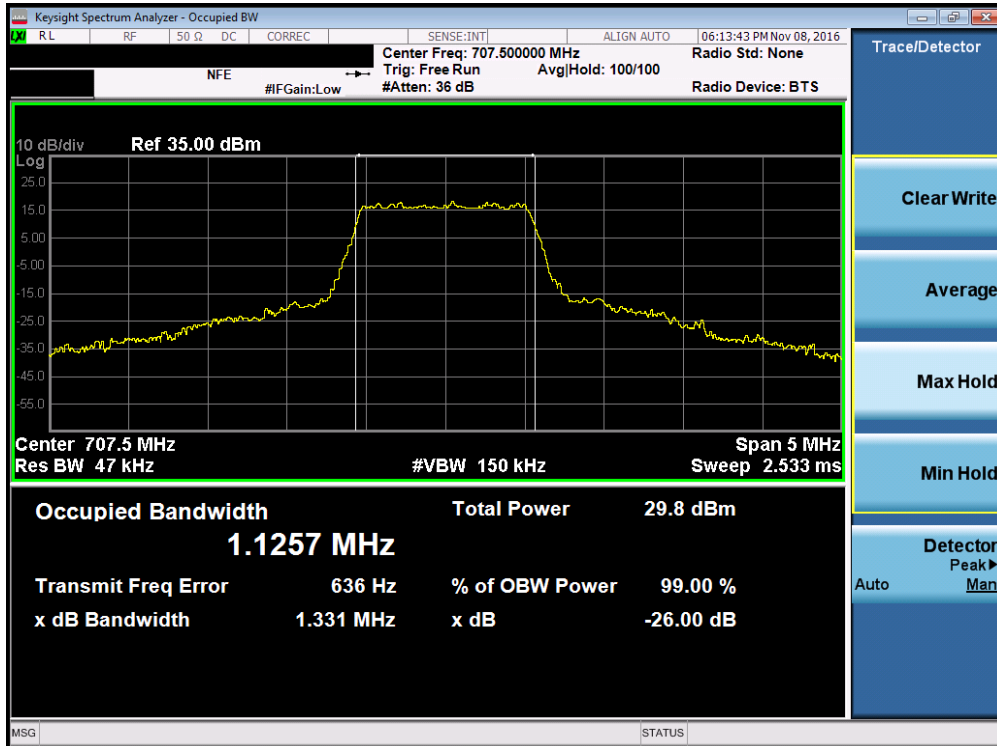 Keysight Spectrum Analyzer - Occupied BW
LXI RL RF 50 Ω DC CORREC SENSE:INT ALIGN AUTO 06:13:43 PM Nov 08, 2016
Center Freq: 707.500000 MHz Radio Std: None
NFE Trig: Free Run Avg|Hold: 100/100
#IFGain:Low #Atten: 36 dB Radio Device: BTS
Trace/Detector
10 dB/div Ref 35.00 dBm
Log
25.0
15.0
5.00
-5.00
-15.0
-25.0
-35.0
-45.0
-55.0
Center 707.5 MHz Span 5 MHz
Res BW 47 kHz #VBW 150 kHz Sweep 2.533 ms
Occupied Bandwidth Total Power 29.8 dBm
1.1257 MHz
Transmit Freq Error 636 Hz % of OBW Power 99.00 %
x dB Bandwidth 1.331 MHz x dB -26.00 dB
Clear Write
Average
Max Hold
Min Hold
Detector
Peak▶
Auto Man
MSG STATUS